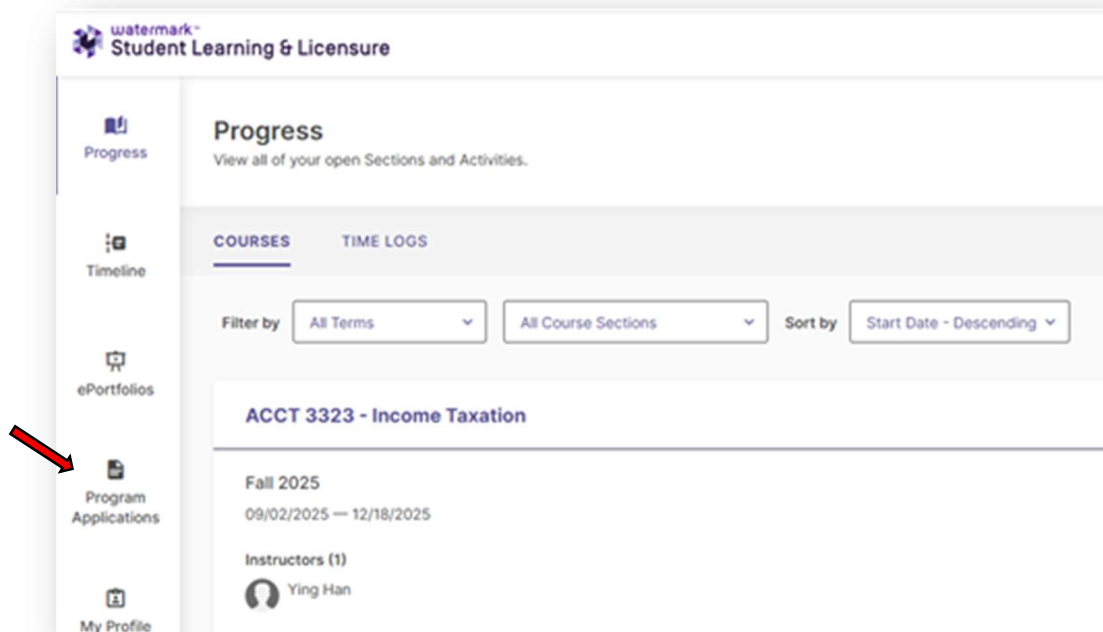 watermark™
Student Learning & Licensure
Progress
Timeline
ePortfolios
Program
Applications
My Profile
Progress
View all of your open Sections and Activities.
COURSES TIME LOGS
Filter by All Terms All Course Sections Sort by Start Date - Descending
ACCT 3323 - Income Taxation
Fall 2025
09/02/2025 — 12/18/2025
Instructors (1)
Ying Han